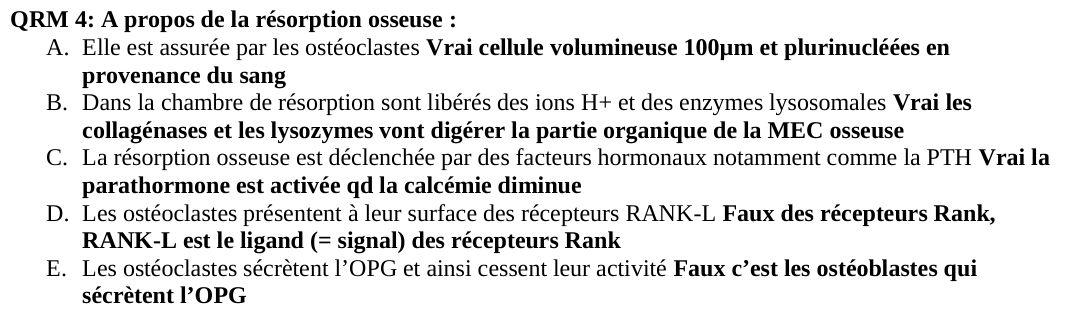 QRM 4: A propos de la résorption osseuse :
A. Elle est assurée par les ostéoclastes Vrai cellule volumineuse 100µm et plurinucléées en
provenance du sang
B. Dans la chambre de résorption sont libérés des ions H+ et des enzymes lysosomales Vrai les
collagénases et les lysozymes vont digérer la partie organique de la MEC osseuse
C. La résorption osseuse est déclenchée par des facteurs hormonaux notamment comme la PTH Vrai la
parathormone est activée qd la calcémie diminue
D. Les ostéoclastes présentent à leur surface des récepteurs RANK-L Faux des récepteurs Rank,
RANK-L est le ligand (= signal) des récepteurs Rank
E. Les ostéoclastes sécrètent l’OPG et ainsi cessent leur activité Faux c’est les ostéoblastes qui
sécrètent l’OPG